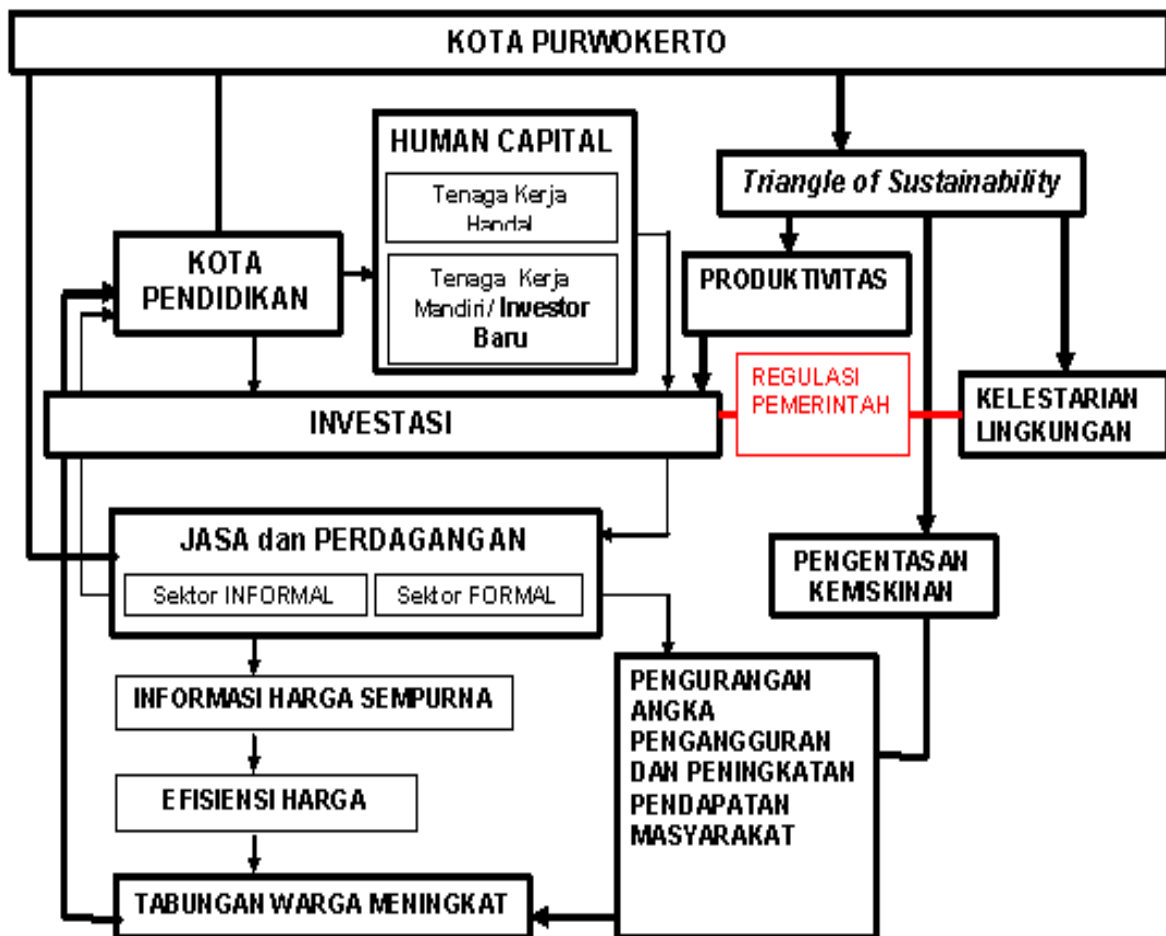 KOTA PURWOKERTO
HUMAN CAPITAL
Tenaga Kerja
Handal
Tenaga Kerja
Mandiri/ Investor
Baru
Triangle of Sustainability
KOTA
PENDIDIKAN
PRODUKTIVITAS
REGULASI
PEMERINTAH
KELESTARIAN
LINGKUNGAN
INVESTASI
JASA dan PERDAGANGAN
Sektor INFORMAL
Sektor FORMAL
PENGENTASAN
KEMISKINAN
INFORMASI HARGA SEMPURNA
EFISIENSI HARGA
PENGURANGAN
ANGKA
PENGANGGURAN
DAN PENINGKATAN
PENDAPATAN
MASYARAKAT
TABUNGAN WARGA MENINGKAT